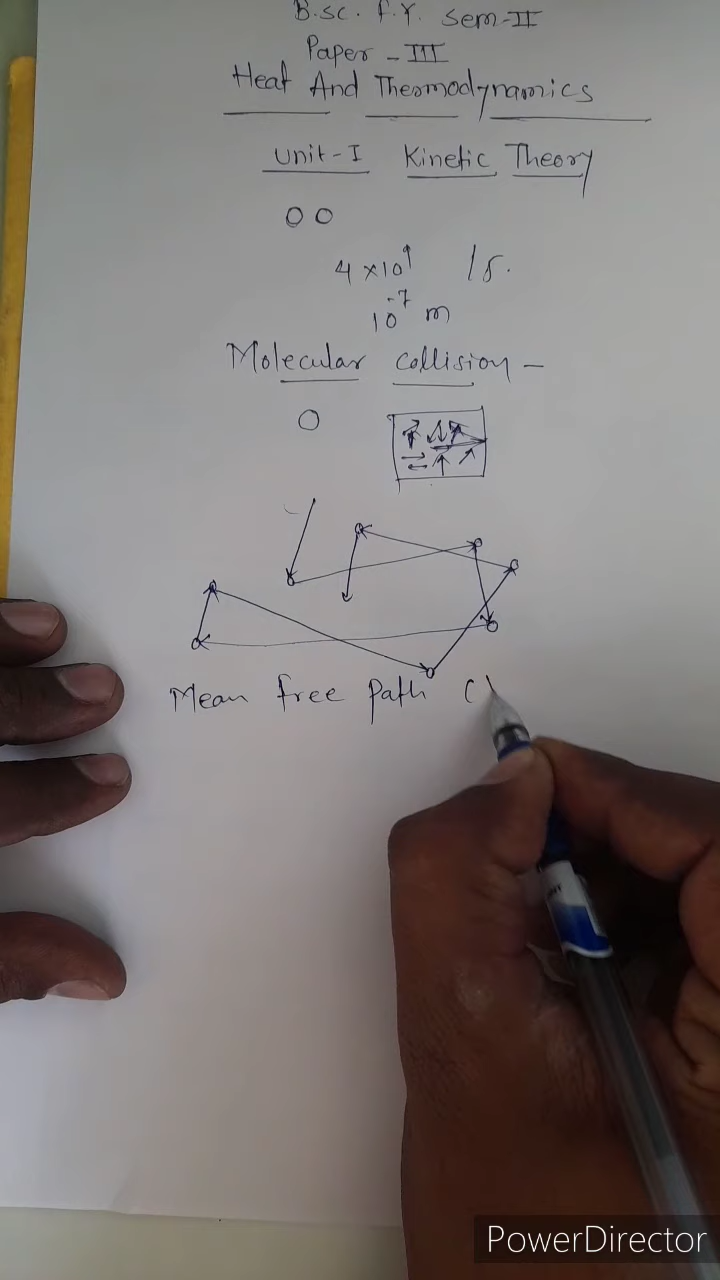 B.Sc. F.Y. Sem-II
Paper - III
Heat And Thermodynamics
Unit-I Kinetic Theory
4 ×10⁹ /s.
10⁻⁷ m
Molecular Collision –
Mean free Path (λ
PowerDirector